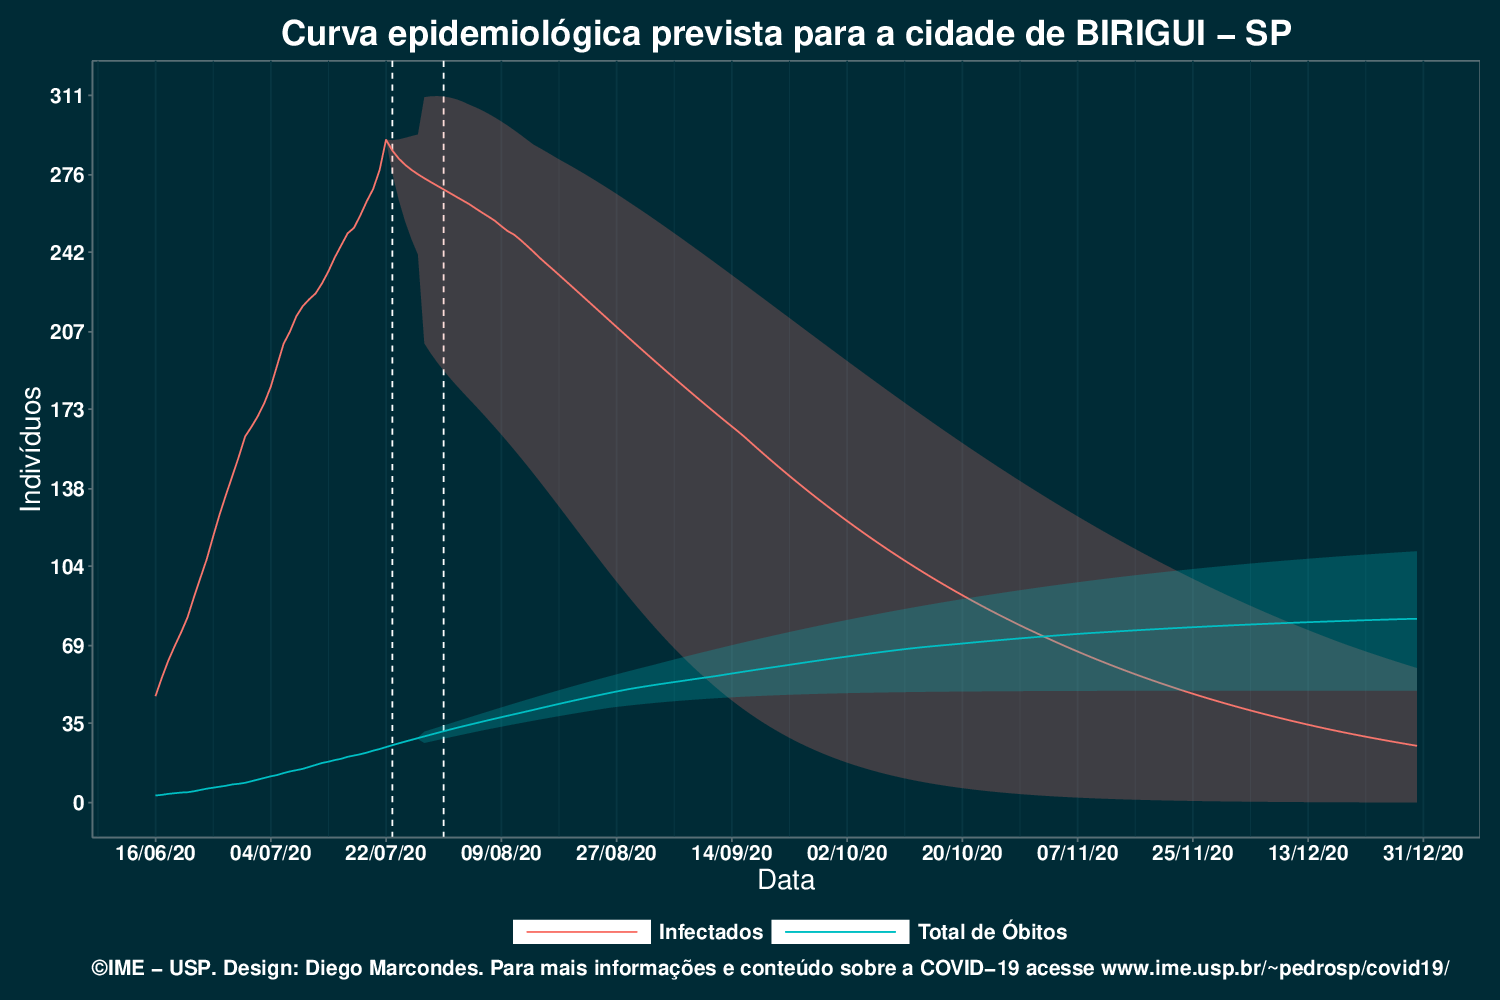 Curva epidemiológica prevista para a cidade de BIRIGUI – SP
311
276
242
207
173
138
104
69
35
0
Indivíduos
16/06/20 04/07/20 22/07/20 09/08/20 27/08/20 14/09/20 02/10/20 20/10/20 07/11/20 25/11/20 13/12/20 31/12/20
Data
Infectados Total de Óbitos
©IME – USP. Design: Diego Marcondes. Para mais informações e conteúdo sobre a COVID–19 acesse www.ime.usp.br/~pedrosp/covid19/